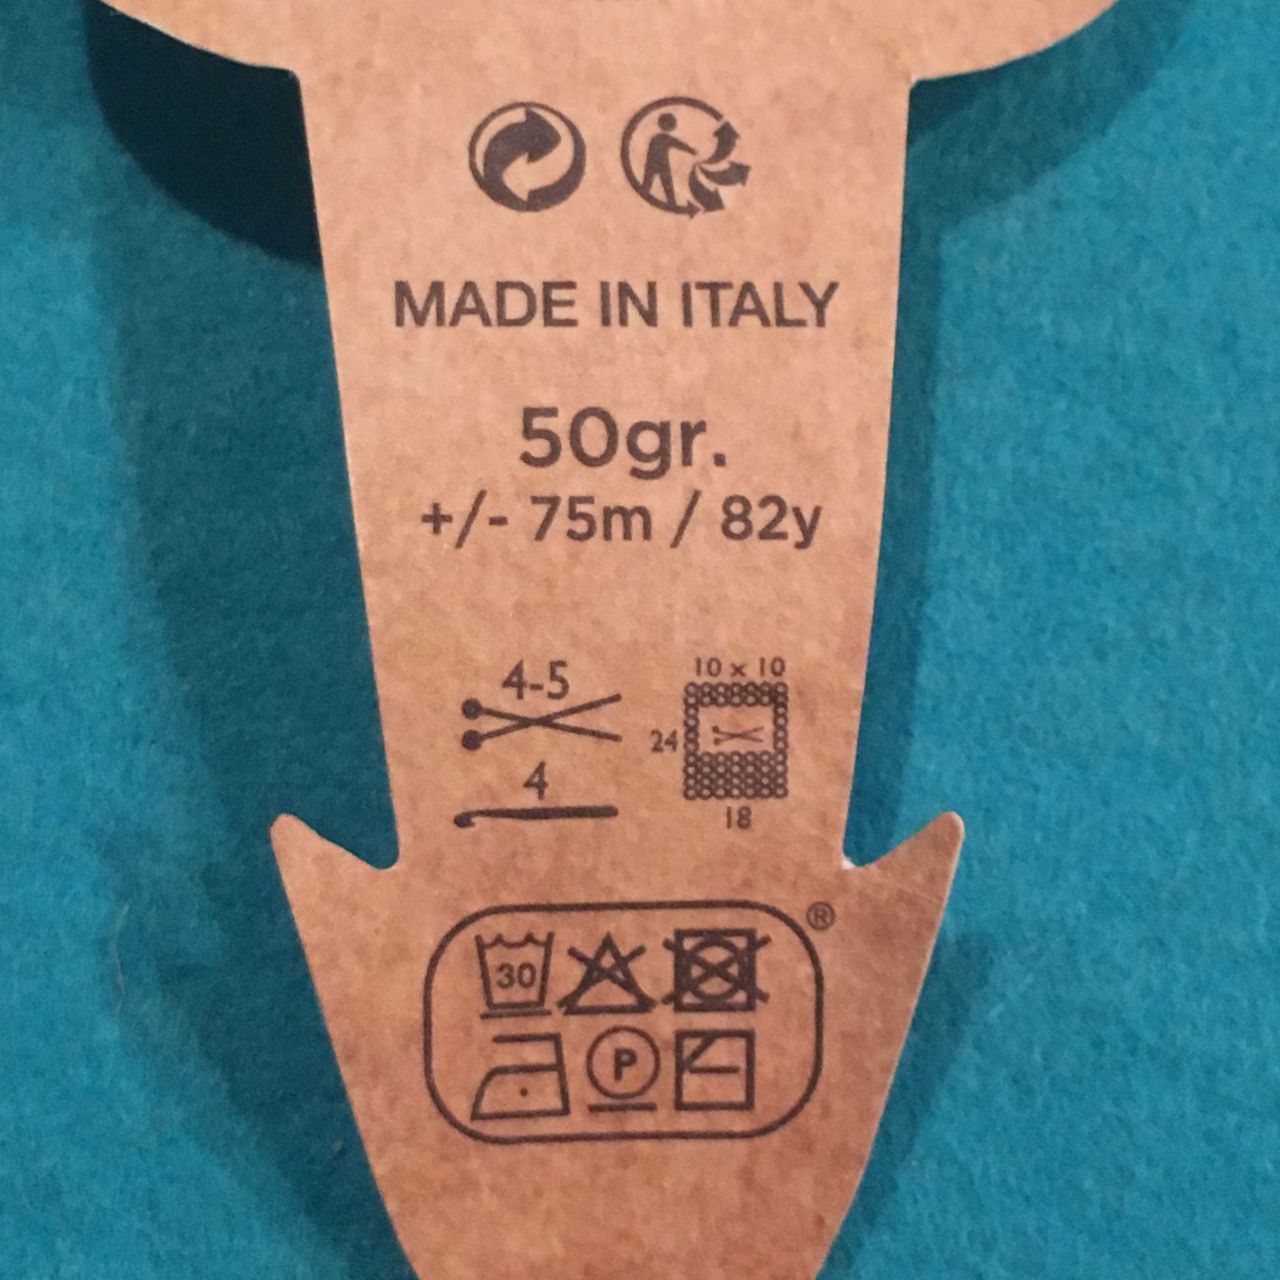 MADE IN ITALY
50gr.
+/- 75m / 82y
4-5
10 x 10
24
4
18
®
30
P